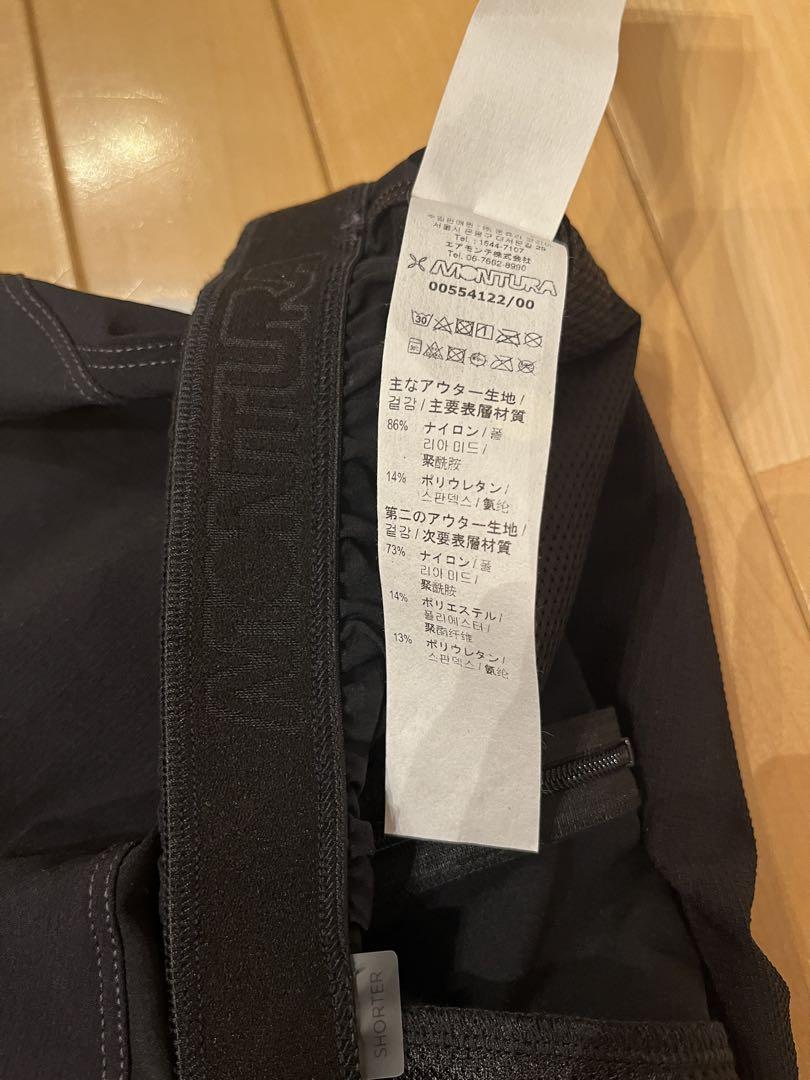 Tel. : 1644-7107
エアモンテ株式会社
Tel. 06-7662-8990
MONTURA
00554122/00
30
主なアウター生地/
겉감/主要表層材質
86% ナイロン/폴
리아미드/
聚酰胺
14% ポリウレタン/
스판덱스/氨纶
第二のアウター生地/
겉감/次要表層材質
73% ナイロン/폴
리아미드/
聚酰胺
14% ポリエステル/
폴리에스터/
聚酯纤维
13% ポリウレタン/
스판덱스/氨纶
MONTURA
SHORTER